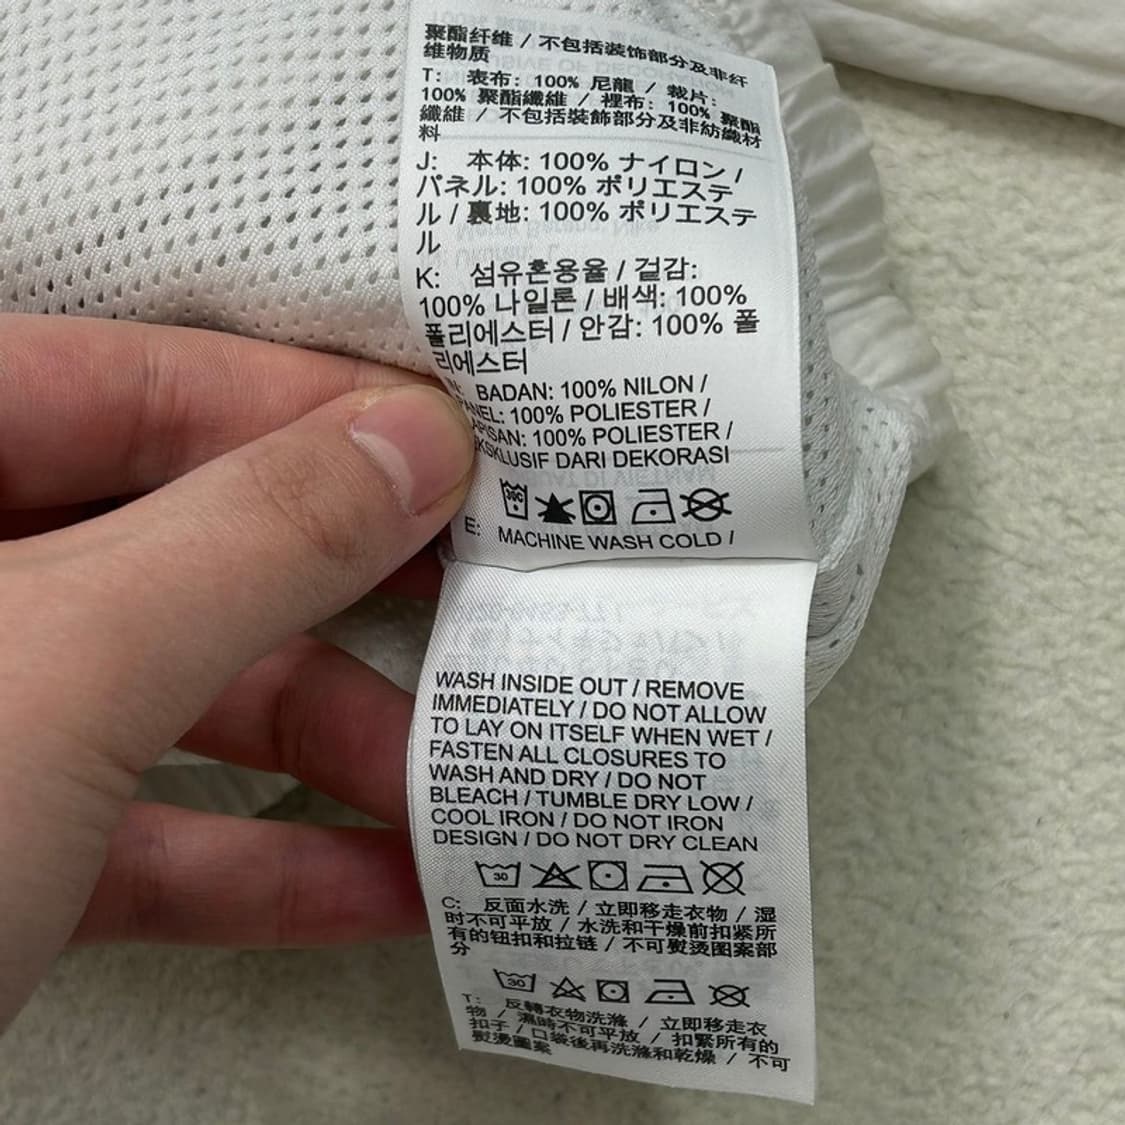 聚酯纤维 / 不包括装饰部分及非纤
维物质
T: 表布: 100% 尼龍 / 裁片:
100% 聚酯纖維 / 裡布: 100% 聚酯
纖維 / 不包括裝飾部分及非紡織材
料
J: 本体: 100% ナイロン /
パネル: 100% ポリエステ
ル / 裏地: 100% ポリエステ
ル
K: 섬유혼용율 / 겉감:
100% 나일론 / 배색: 100%
폴리에스터 / 안감: 100% 폴
리에스터
BADAN: 100% NILON /
100% POLIESTER /
100% POLIESTER /
DARI DEKORASI
30C
E: MACHINE WASH COLD /
WASH INSIDE OUT / REMOVE
IMMEDIATELY / DO NOT ALLOW
TO LAY ON ITSELF WHEN WET /
FASTEN ALL CLOSURES TO
WASH AND DRY / DO NOT
BLEACH / TUMBLE DRY LOW /
COOL IRON / DO NOT IRON
DESIGN / DO NOT DRY CLEAN
30
C: 反面水洗 / 立即移走衣物 / 湿
时不可平放 / 水洗和干燥前扣紧所
有的钮扣和拉链 / 不可熨烫图案部
分
30
T: 反轉衣物洗滌 / 立即移走衣
物 / 濕時不可平放 / 扣緊所有的
扣子 / 口袋後再洗滌和乾燥 / 不可
熨燙圖案